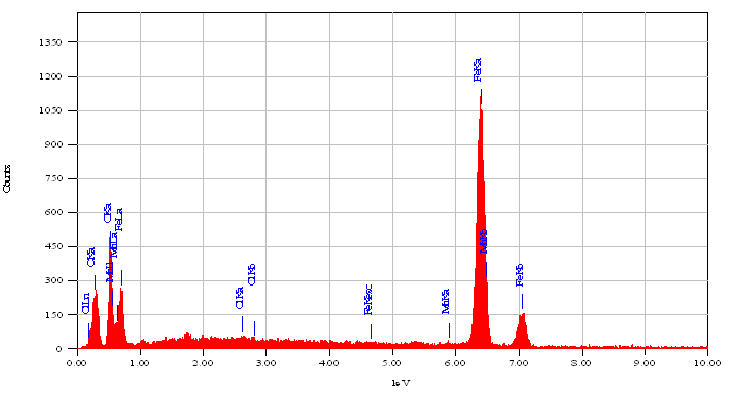 1350
1200
1050
900
750
600
450
300
150
0
Counts
0.00 1.00 2.00 3.00 4.00 5.00 6.00 7.00 8.00 9.00 10.00
keV
ClLn
CKa
OKa
MnLl
MnLa
FeLa
ClKa
ClKb
FeKesc
MnKa
FeKa
MnKb
FeKb